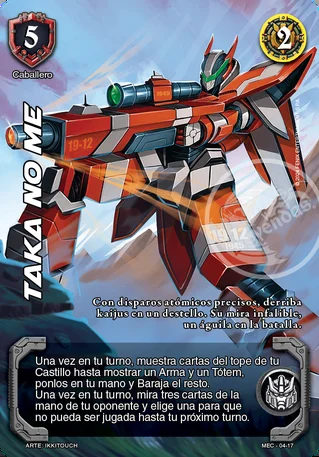 5
Caballero
2
1945
19-12
19-12
1945
TAKA NO ME
Con disparos atómicos precisos, derriba
kaijus en un destello. Su mira infalible,
un águila en la batalla.
Una vez en tu turno, muestra cartas del tope de tu
Castillo hasta mostrar un Arma y un Tótem,
ponlos en tu mano y Baraja el resto.
Una vez en tu turno, mira tres cartas de la
mano de tu oponente y elige una para que
no pueda ser jugada hasta tu próximo turno.
ARTE: IKKITOUCH
MEC - 04-17